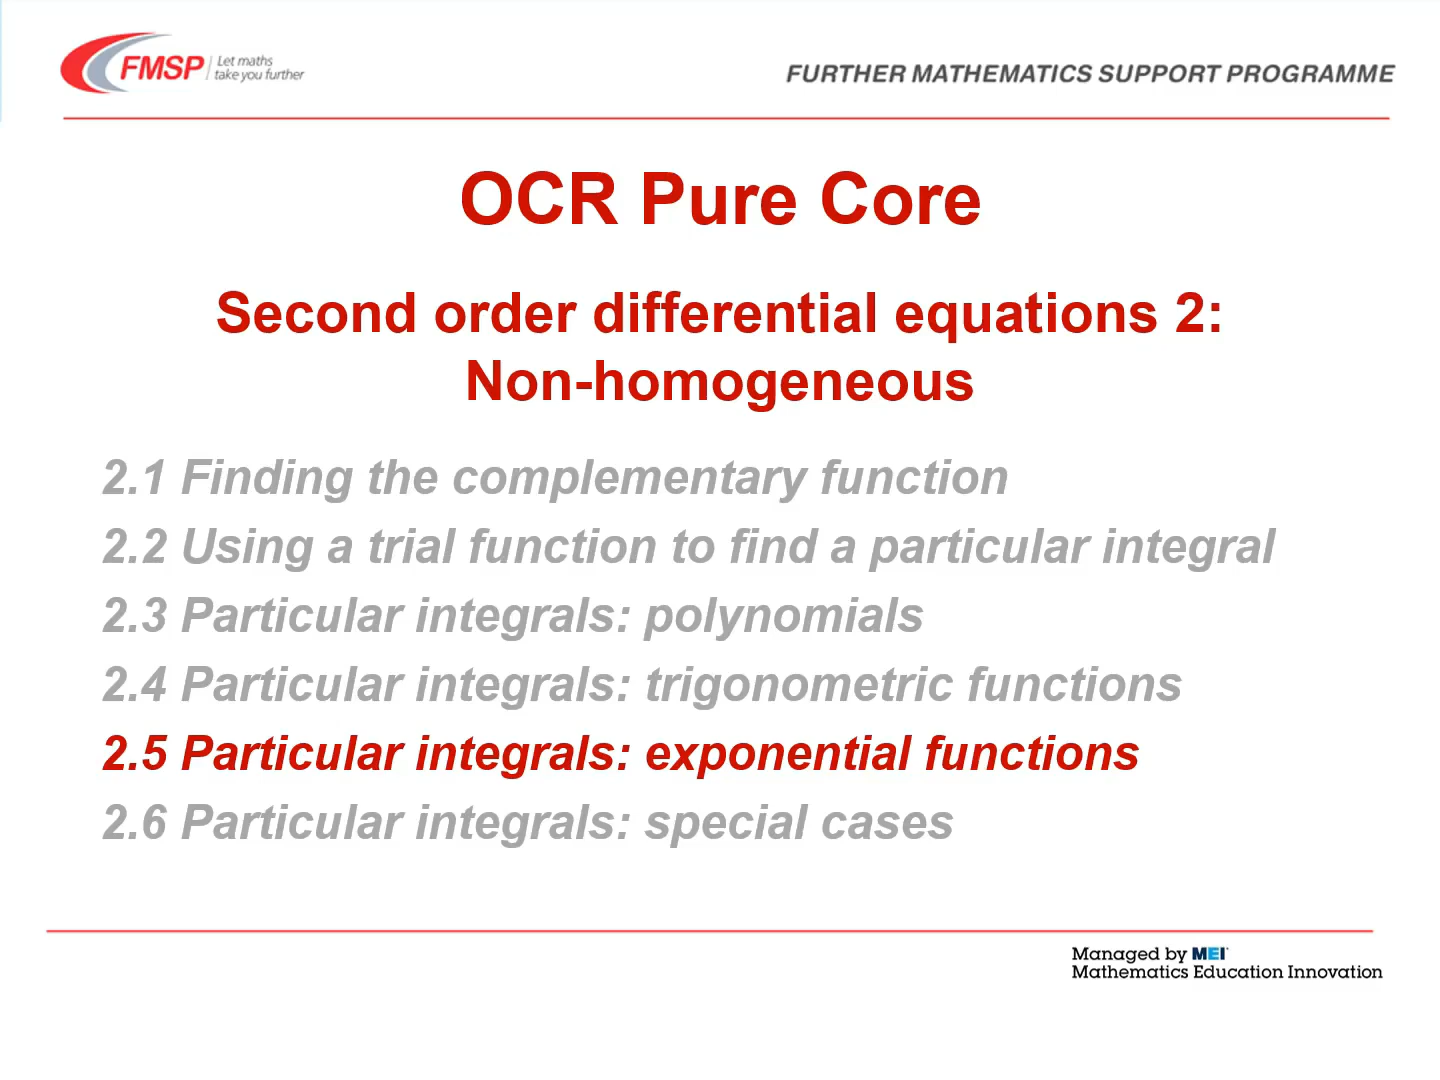 FMSP
Let maths
take you further
FURTHER MATHEMATICS SUPPORT PROGRAMME
OCR Pure Core
Second order differential equations 2:
Non-homogeneous
2.1 Finding the complementary function
2.2 Using a trial function to find a particular integral
2.3 Particular integrals: polynomials
2.4 Particular integrals: trigonometric functions
2.5 Particular integrals: exponential functions
2.6 Particular integrals: special cases
Managed by MEI
Mathematics Education Innovation